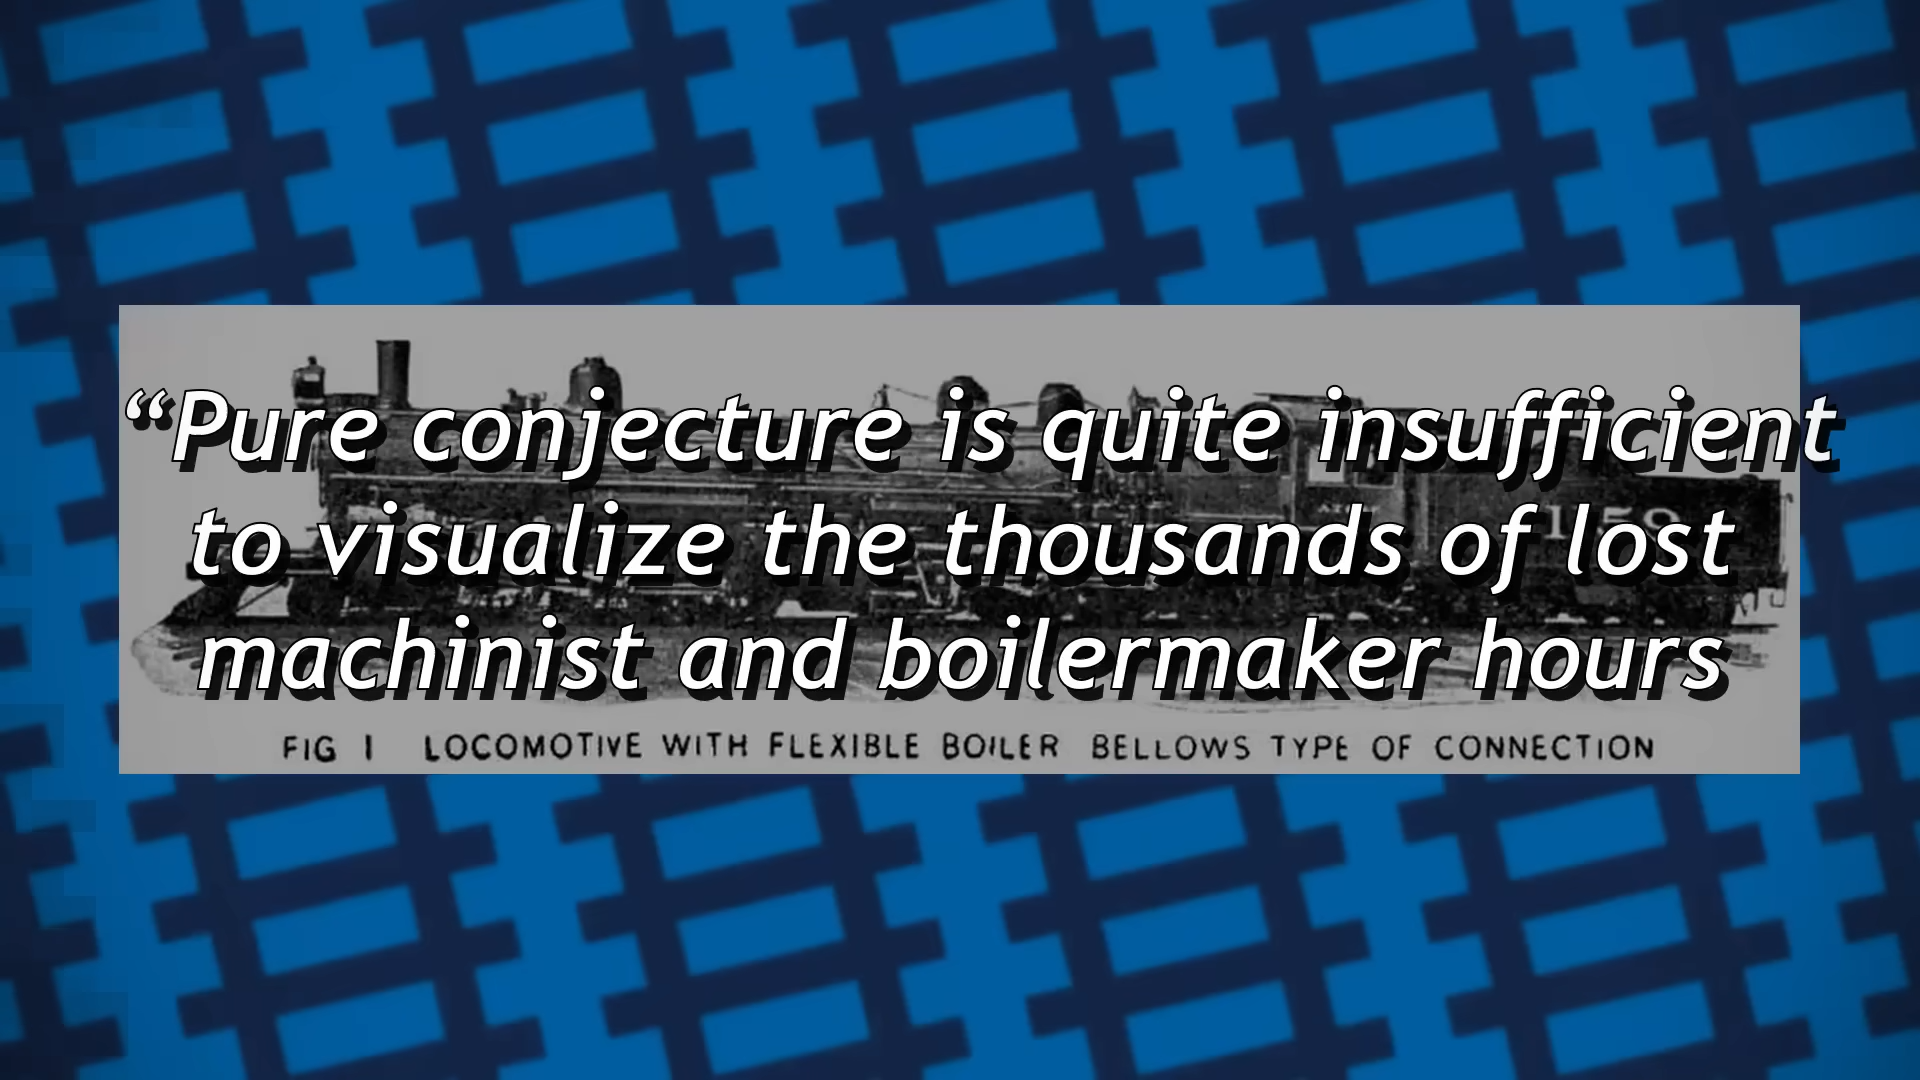 “Pure conjecture is quite insufficient
to visualize the thousands of lost
machinist and boilermaker hours
FIG 1 LOCOMOTIVE WITH FLEXIBLE BOILER BELLOWS TYPE OF CONNECTION